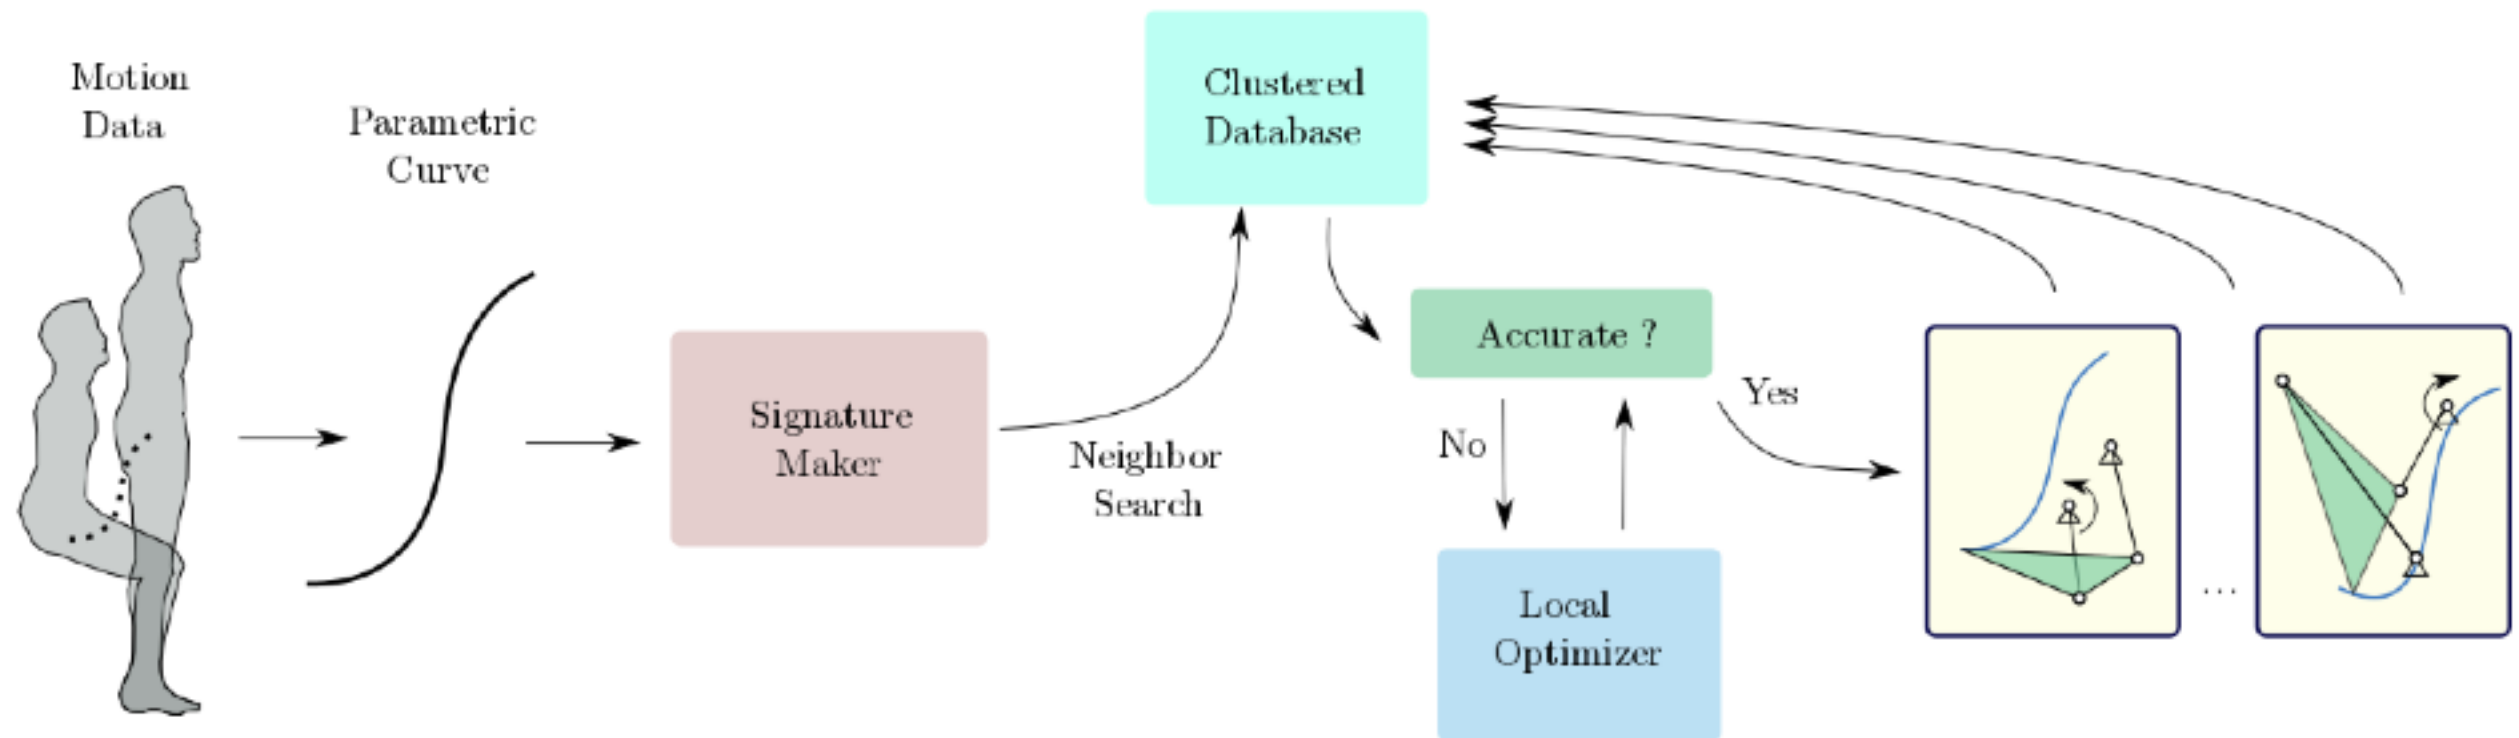 Motion
Data
Parametric
Curve
Signature
Maker
Neighbor
Search
Clustered
Database
Accurate ?
No
Yes
Local
Optimizer
...